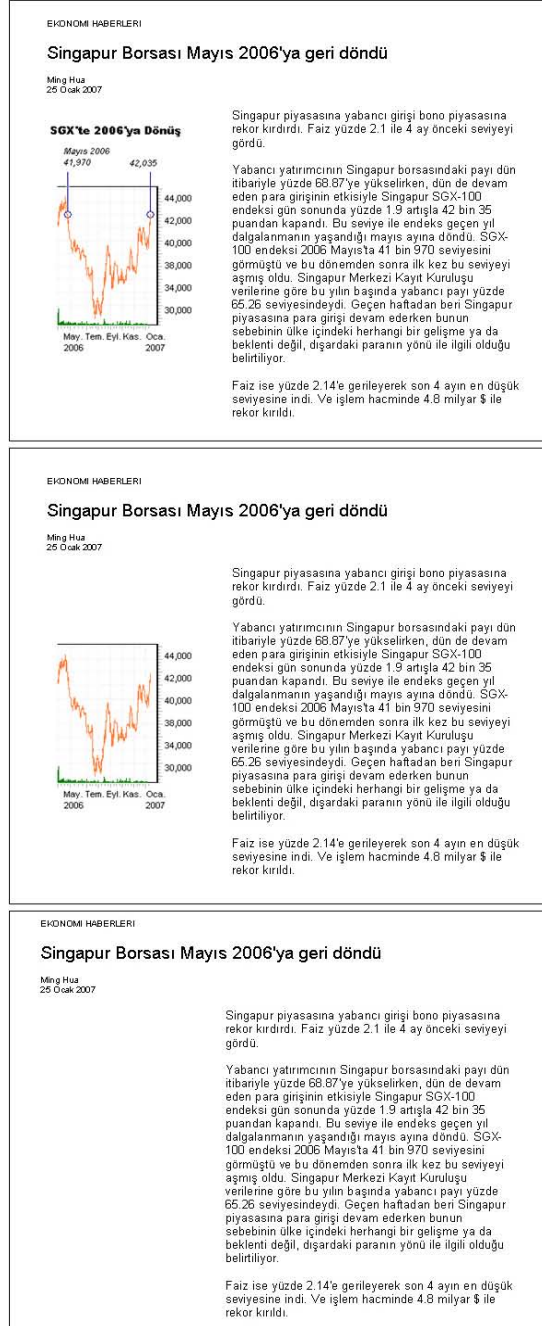 EKONOMI HABERLERI
Singapur Borsası Mayıs 2006'ya geri döndü
Ming Hua
25 Ocak 2007
SGX'te 2006'ya Dönüş
Mayıs 2006
41,970 42,035
44,000
42,000
40,000
38,000
34,000
30,000
May. Tem. Eyl. Kas. Oca.
2006 2007
Singapur piyasasına yabancı girişi bono piyasasına
rekor kırdırdı. Faiz yüzde 2.1 ile 4 ay önceki seviyeyi
gördü.
Yabancı yatırımcının Singapur borsasındaki payı dün
itibariyle yüzde 68.87'ye yükselirken, dün de devam
eden para girişinin etkisiyle Singapur SGX-100
endeksi gün sonunda yüzde 1.9 artışla 42 bin 35
puandan kapandı. Bu seviye ile endeks geçen yıl
dalgalanmanın yaşandığı mayıs ayına döndü. SGX-
100 endeksi 2006 Mayıs'ta 41 bin 970 seviyesini
görmüştü ve bu dönemden sonra ilk kez bu seviyeyi
aşmış oldu. Singapur Merkezi Kayıt Kuruluşu
verilerine göre bu yılın başında yabancı payı yüzde
65.26 seviyesindeydi. Geçen haftadan beri Singapur
piyasasına para girişi devam ederken bunun
sebebinin ülke içindeki herhangi bir gelişme ya da
beklenti değil, dışardaki paranın yönü ile ilgili olduğu
belirtiliyor.
Faiz ise yüzde 2.14'e gerileyerek son 4 ayın en düşük
seviyesine indi. Ve işlem hacminde 4.8 milyar $ ile
rekor kırıldı.
EKONOMI HABERLERI
Singapur Borsası Mayıs 2006'ya geri döndü
Ming Hua
25 Ocak 2007
44,000
42,000
40,000
38,000
34,000
30,000
May. Tem. Eyl. Kas. Oca.
2006 2007
Singapur piyasasına yabancı girişi bono piyasasına
rekor kırdırdı. Faiz yüzde 2.1 ile 4 ay önceki seviyeyi
gördü.
Yabancı yatırımcının Singapur borsasındaki payı dün
itibariyle yüzde 68.87'ye yükselirken, dün de devam
eden para girişinin etkisiyle Singapur SGX-100
endeksi gün sonunda yüzde 1.9 artışla 42 bin 35
puandan kapandı. Bu seviye ile endeks geçen yıl
dalgalanmanın yaşandığı mayıs ayına döndü. SGX-
100 endeksi 2006 Mayıs'ta 41 bin 970 seviyesini
görmüştü ve bu dönemden sonra ilk kez bu seviyeyi
aşmış oldu. Singapur Merkezi Kayıt Kuruluşu
verilerine göre bu yılın başında yabancı payı yüzde
65.26 seviyesindeydi. Geçen haftadan beri Singapur
piyasasına para girişi devam ederken bunun
sebebinin ülke içindeki herhangi bir gelişme ya da
beklenti değil, dışardaki paranın yönü ile ilgili olduğu
belirtiliyor.
Faiz ise yüzde 2.14'e gerileyerek son 4 ayın en düşük
seviyesine indi. Ve işlem hacminde 4.8 milyar $ ile
rekor kırıldı.
EKONOMI HABERLERI
Singapur Borsası Mayıs 2006'ya geri döndü
Ming Hua
25 Ocak 2007
Singapur piyasasına yabancı girişi bono piyasasına
rekor kırdırdı. Faiz yüzde 2.1 ile 4 ay önceki seviyeyi
gördü.
Yabancı yatırımcının Singapur borsasındaki payı dün
itibariyle yüzde 68.87'ye yükselirken, dün de devam
eden para girişinin etkisiyle Singapur SGX-100
endeksi gün sonunda yüzde 1.9 artışla 42 bin 35
puandan kapandı. Bu seviye ile endeks geçen yıl
dalgalanmanın yaşandığı mayıs ayına döndü. SGX-
100 endeksi 2006 Mayıs'ta 41 bin 970 seviyesini
görmüştü ve bu dönemden sonra ilk kez bu seviyeyi
aşmış oldu. Singapur Merkezi Kayıt Kuruluşu
verilerine göre bu yılın başında yabancı payı yüzde
65.26 seviyesindeydi. Geçen haftadan beri Singapur
piyasasına para girişi devam ederken bunun
sebebinin ülke içindeki herhangi bir gelişme ya da
beklenti değil, dışardaki paranın yönü ile ilgili olduğu
belirtiliyor.
Faiz ise yüzde 2.14'e gerileyerek son 4 ayın en düşük
seviyesine indi. Ve işlem hacminde 4.8 milyar $ ile
rekor kırıldı.